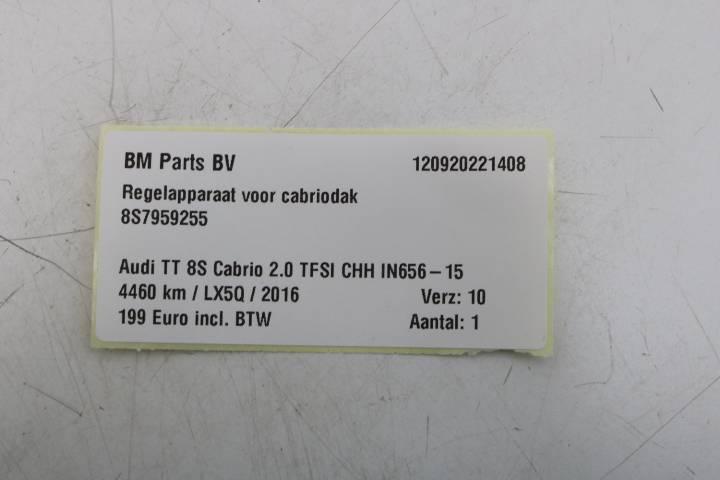 BM Parts BV 120920221408
Regelapparaat voor cabriodak
8S7959255
Audi TT 8S Cabrio 2.0 TFSI CHH IN656-15
4460 km / LX5Q / 2016 Verz: 10
199 Euro incl. BTW Aantal: 1